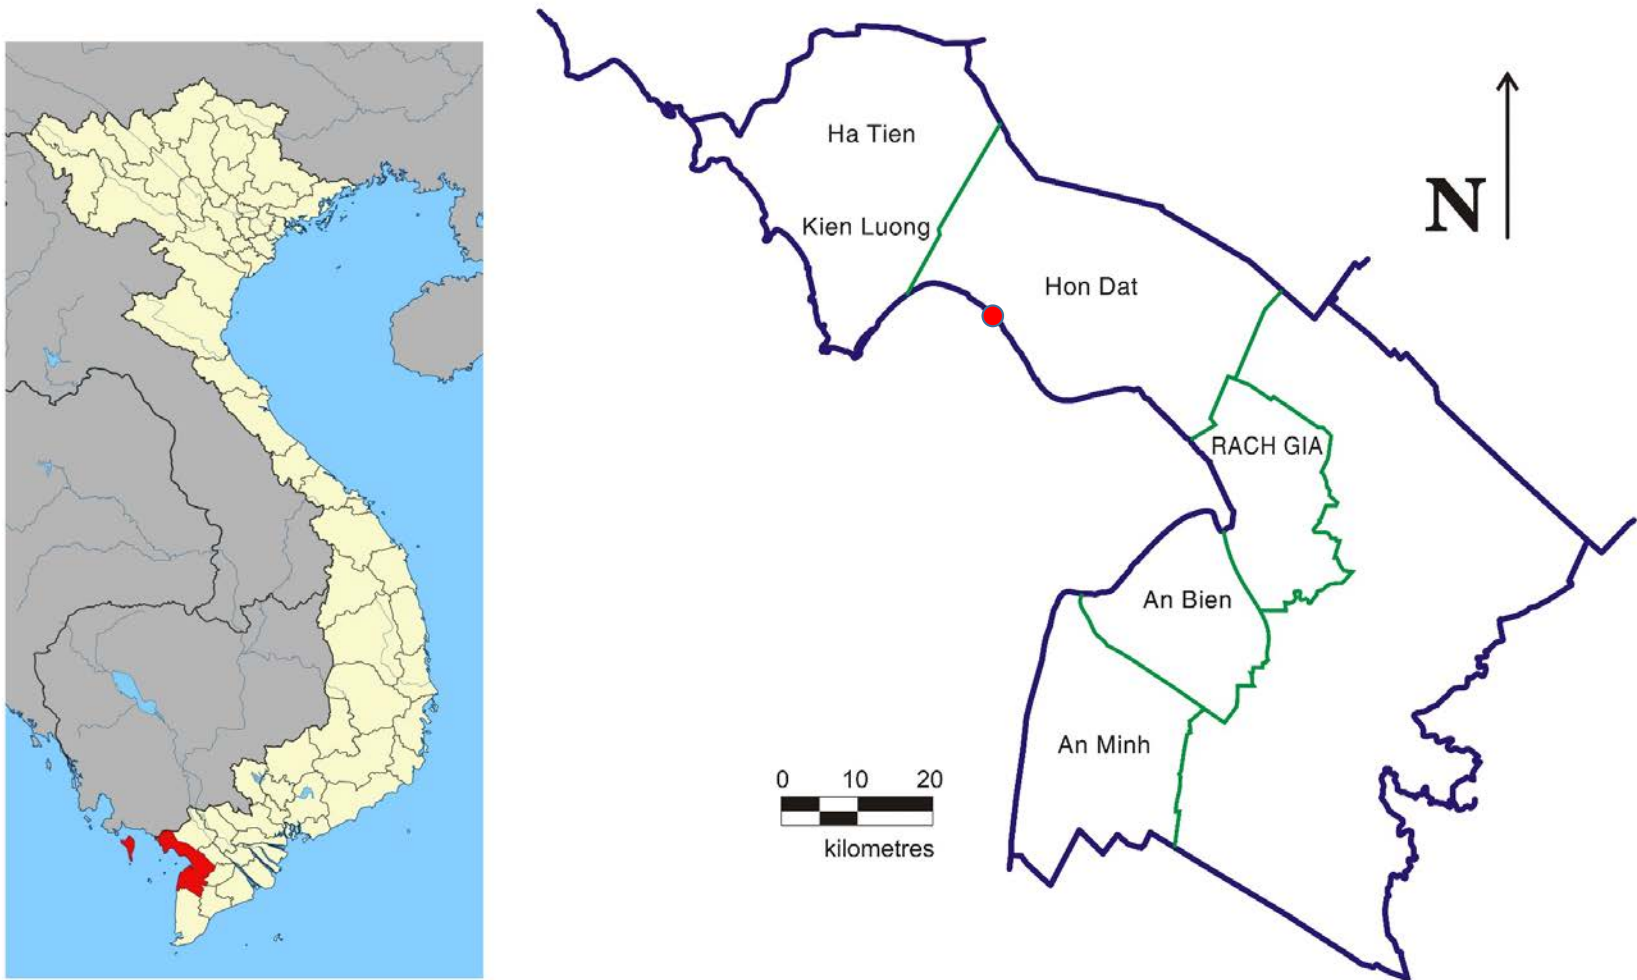 Ha Tien
N
Kien Luong
Hon Dat
RACH GIA
An Bien
An Minh
0 10 20
kilometres